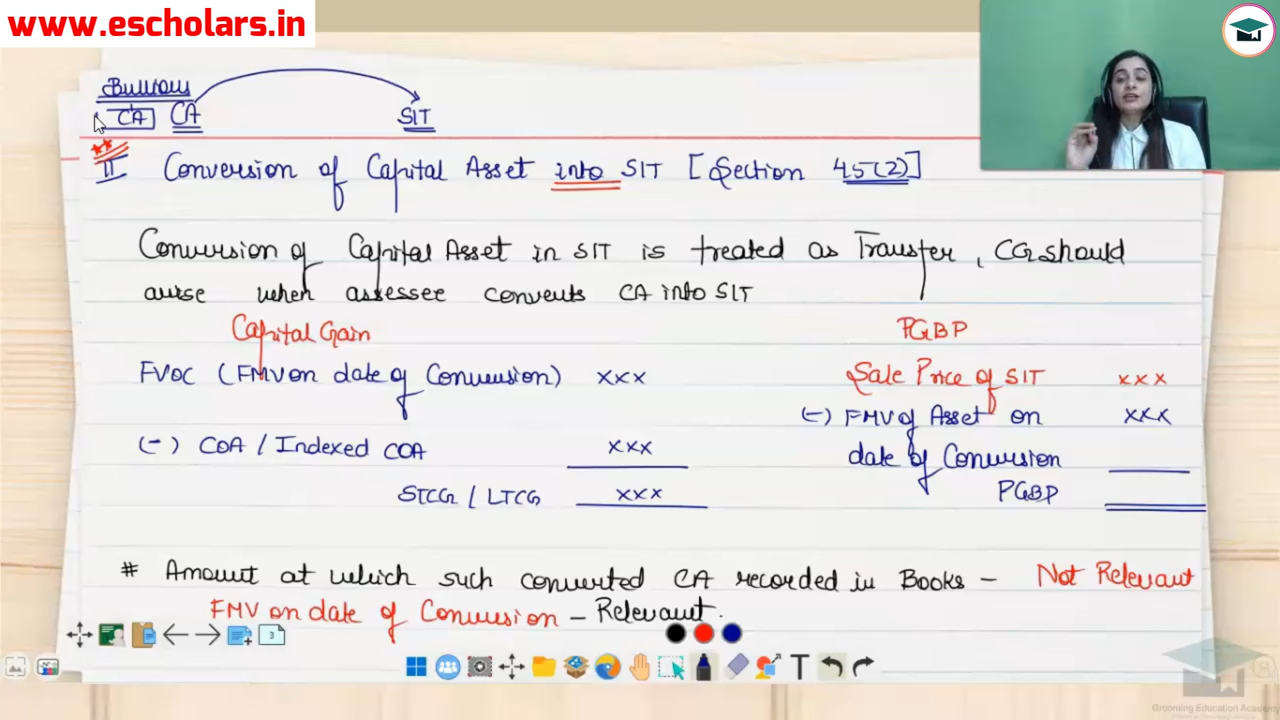 www.escholars.in
Bullion
CA CA SIT
II Conversion of Capital Asset into SIT [Section 45(2)]
Conversion of Capital Asset in SIT is treated as Transfer, CG should
arise when assessee converts CA into SIT
Capital Gain PGBP
FVOC (FMV on date of Conversion) xxx Sale Price of SIT xxx
(-) FMV of Asset on xxx
(-) COA / Indexed COA xxx date of Conversion
STCG / LTCG xxx PGBP
# Amount at which such converted CA recorded in Books - Not Relevant
FMV on date of Conversion - Relevant.
3
T
Grooming Education Academy